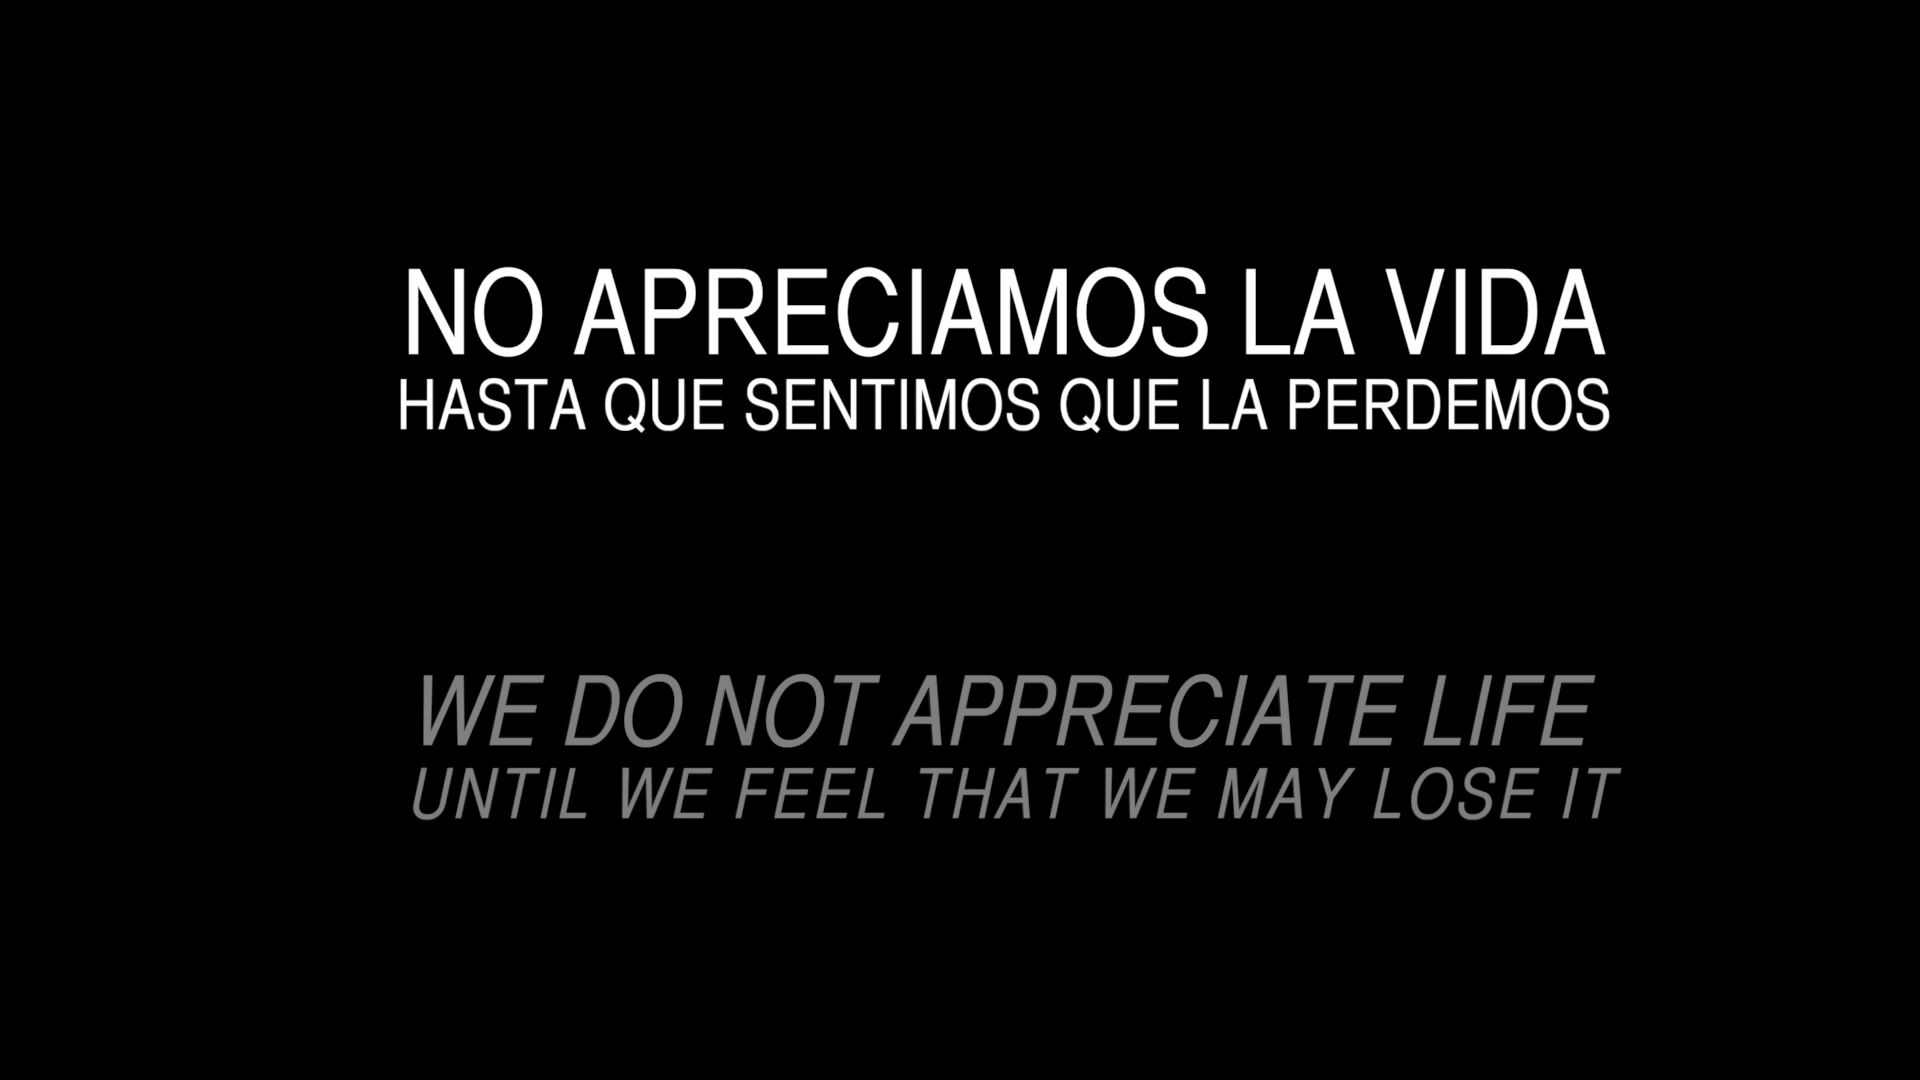 NO APRECIAMOS LA VIDA
HASTA QUE SENTIMOS QUE LA PERDEMOS
WE DO NOT APPRECIATE LIFE
UNTIL WE FEEL THAT WE MAY LOSE IT